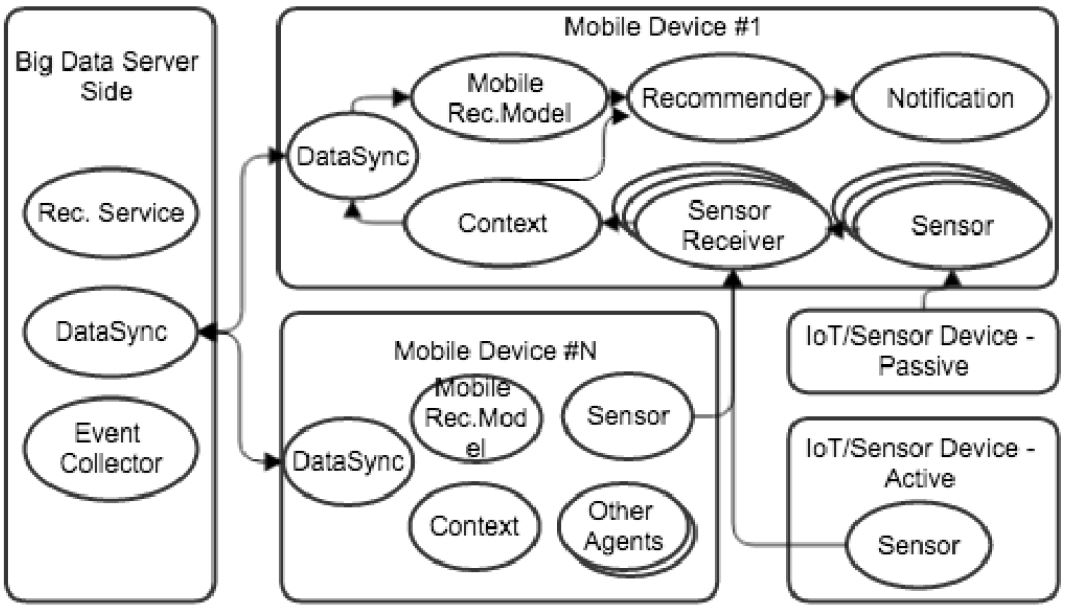 Big Data Server
Side
Rec. Service
DataSync
Event
Collector
Mobile Device #1
Mobile
Rec.Model
Recommender
Notification
DataSync
Context
Sensor
Receiver
Sensor
Mobile Device #N
Mobile
Rec.Mod
el
Sensor
DataSync
Context
Other
Agents
IoT/Sensor Device -
Passive
IoT/Sensor Device -
Active
Sensor